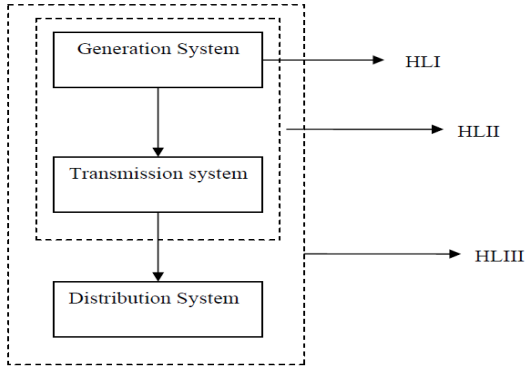 Generation System
HLI
HLII
Transmission system
HLIII
Distribution System